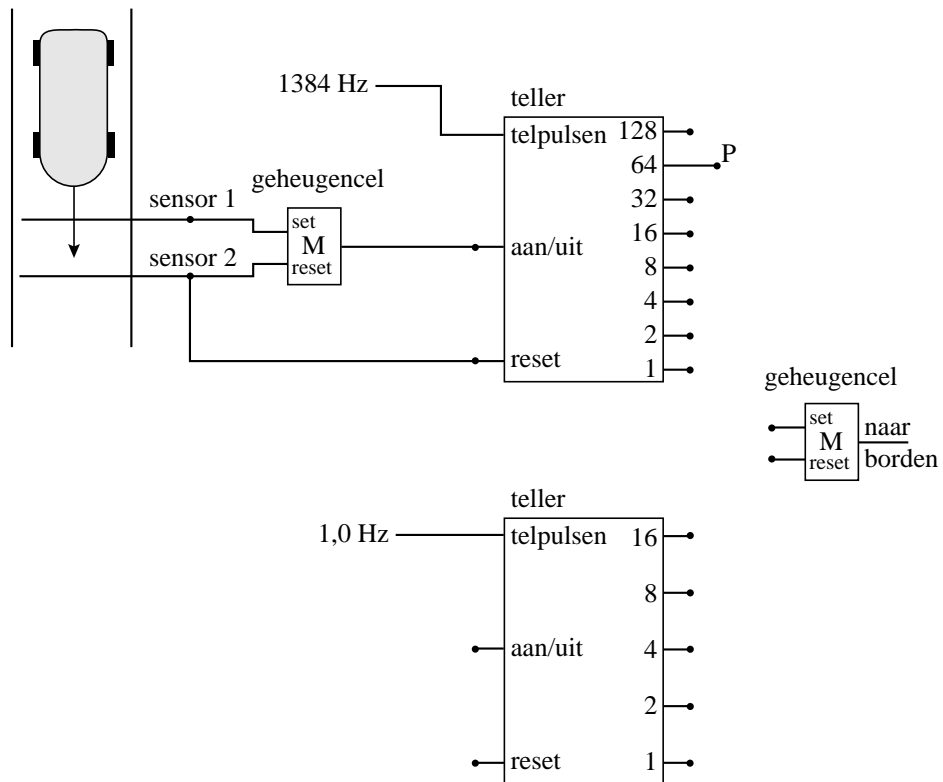 1384 Hz
teller
telpulsen
128
64
P
32
16
8
4
2
1
aan/uit
reset
sensor 1
sensor 2
geheugencel
set
M
reset
geheugencel
set
M
reset
naar
borden
teller
1,0 Hz
telpulsen
16
8
aan/uit
4
2
reset
1